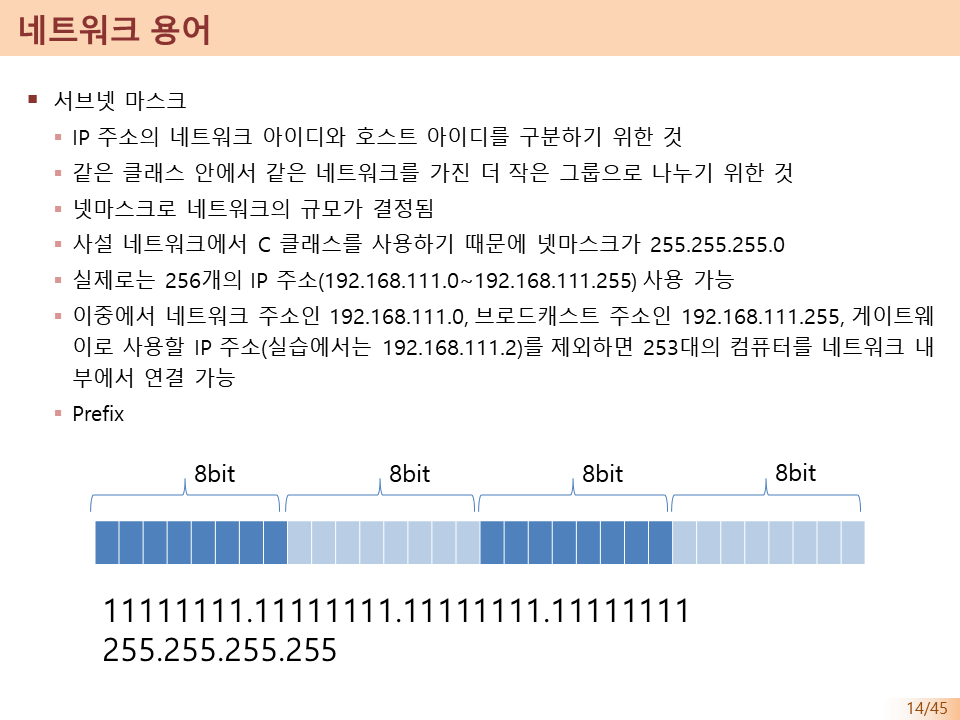 네트워크 용어
서브넷 마스크
IP 주소의 네트워크 아이디와 호스트 아이디를 구분하기 위한 것
같은 클래스 안에서 같은 네트워크를 가진 더 작은 그룹으로 나누기 위한 것
넷마스크로 네트워크의 규모가 결정됨
사설 네트워크에서 C 클래스를 사용하기 때문에 넷마스크가 255.255.255.0
실제로는 256개의 IP 주소(192.168.111.0~192.168.111.255) 사용 가능
이중에서 네트워크 주소인 192.168.111.0, 브로드캐스트 주소인 192.168.111.255, 게이트웨
이로 사용할 IP 주소(실습에서는 192.168.111.2)를 제외하면 253대의 컴퓨터를 네트워크 내
부에서 연결 가능
Prefix
8bit 8bit 8bit 8bit
11111111.11111111.11111111.11111111
255.255.255.255
14/45